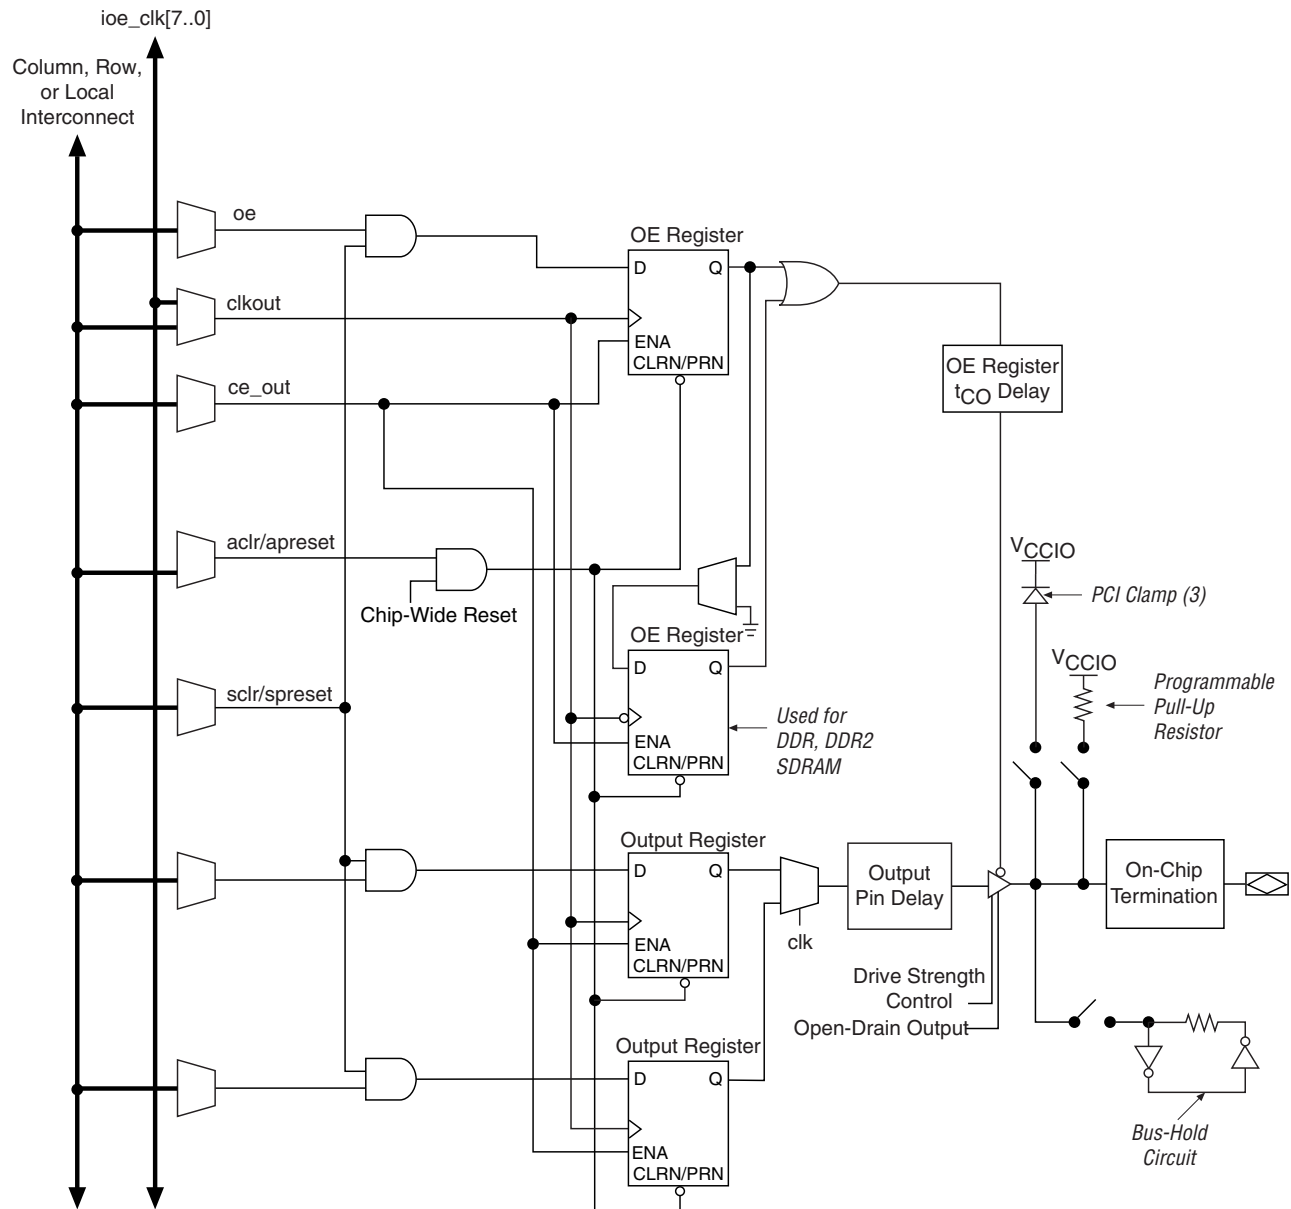 ioe_clk[7..0]
Column, Row,
or Local
Interconnect
oe
OE Register
D Q
clkout
ENA
CLRN/PRN
ce_out
OE Register
tCO Delay
aclr/apreset
Chip-Wide Reset
VCCIO
PCI Clamp (3)
OE Register
D Q
ENA
CLRN/PRN
sclr/spreset
Used for
DDR, DDR2
SDRAM
VCCIO
Programmable
Pull-Up
Resistor
Output Register
D Q
ENA
CLRN/PRN
clk
Output
Pin Delay
On-Chip
Termination
Drive Strength
Control
Open-Drain Output
Output Register
D Q
ENA
CLRN/PRN
Bus-Hold
Circuit